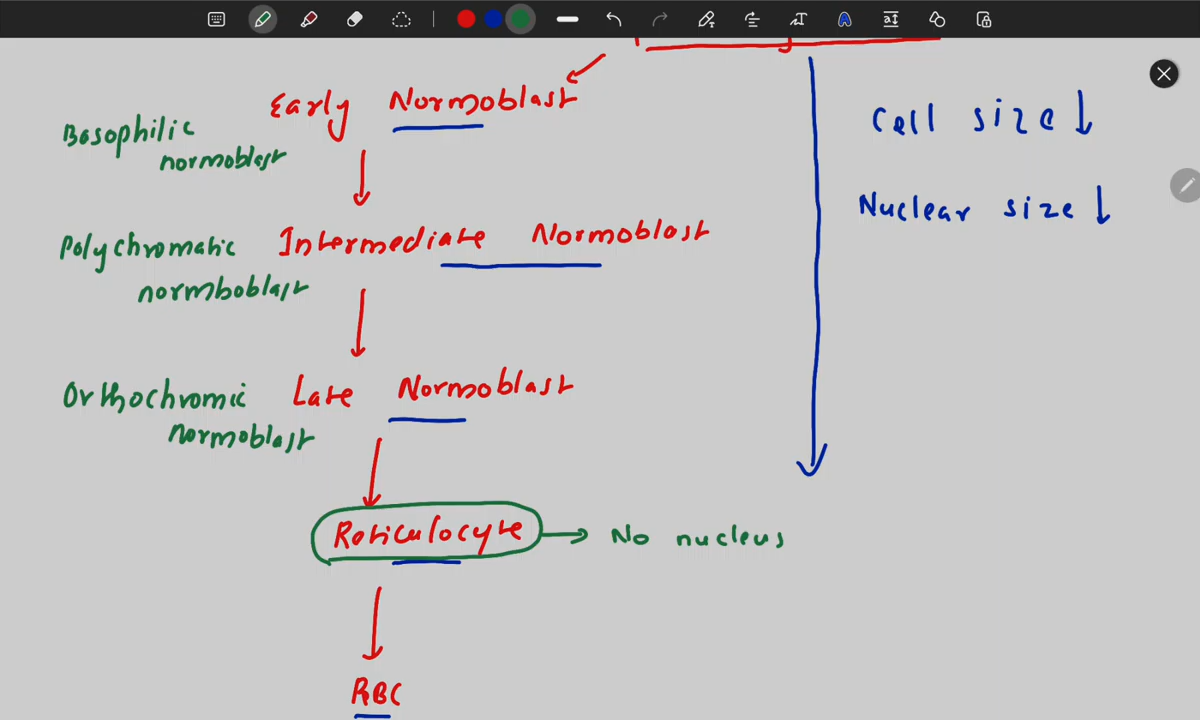 Early Normoblast
Basophilic
normoblast
Cell size ↓
Nuclear size ↓
Polychromatic Intermediate Normoblast
normboblast
Orthochromic Late Normoblast
normoblast
Reticulocyte → No nucleus
RBC